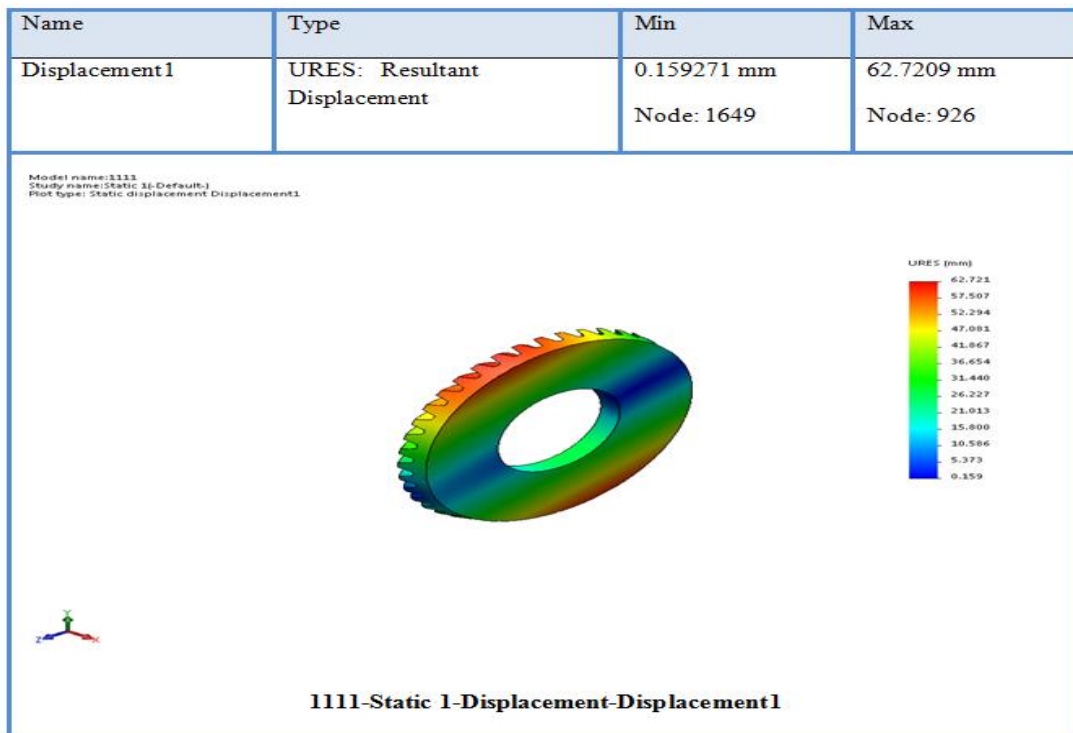 Name Type Min Max
Displacement1 URES: Resultant 0.159271 mm 62.7209 mm
Displacement
Node: 1649 Node: 926
Model name:1111
Study name:Static 1(-Default-)
Plot type: Static displacement Displacement1
URES (mm)
62.721
57.507
52.294
47.081
41.867
36.654
31.440
26.227
21.013
15.800
10.586
5.373
0.159
Y
Z X
1111-Static 1-Displacement-Displacement1